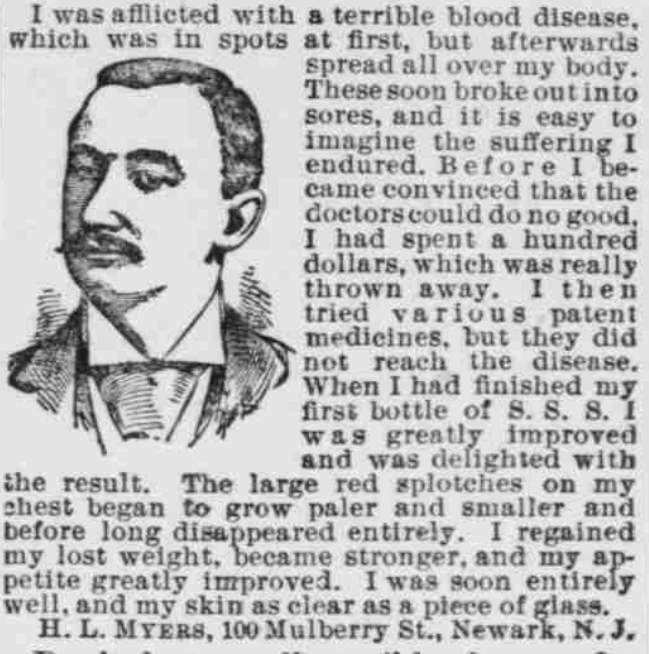 I was afflicted with a terrible blood disease,
which was in spots at first, but afterwards
spread all over my body.
These soon broke out into
sores, and it is easy to
imagine the suffering I
endured. Before I be-
came convinced that the
doctors could do no good,
I had spent a hundred
dollars, which was really
thrown away. I then
tried various patent
medicines, but they did
not reach the disease.
When I had finished my
first bottle of S. S. S. I
was greatly improved
and was delighted with
the result. The large red splotches on my
chest began to grow paler and smaller and
before long disappeared entirely. I regained
my lost weight, became stronger, and my ap-
petite greatly improved. I was soon entirely
well, and my skin as clear as a piece of glass.
H. L. MYERS, 100 Mulberry St., Newark, N. J.